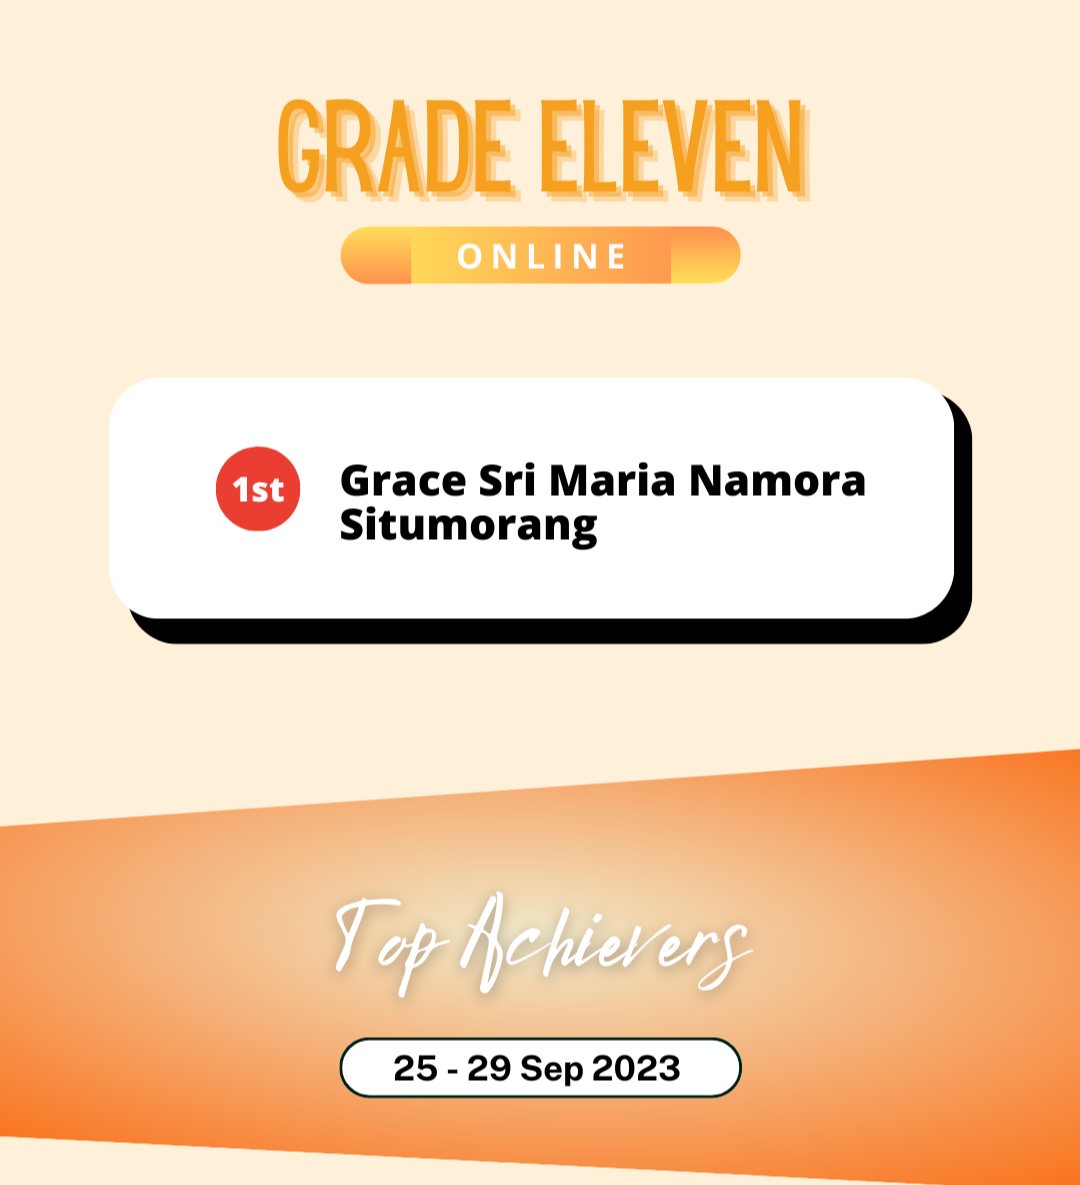 GRADE ELEVEN
ONLINE
1st
Grace Sri Maria Namora
Situmorang
Top Achievers
25 - 29 Sep 2023